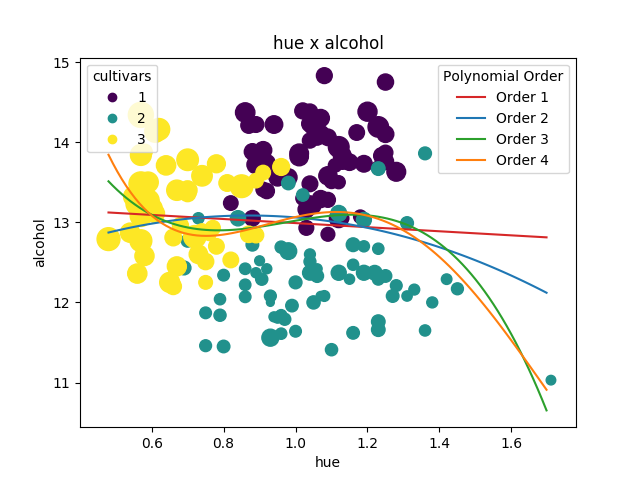 hue x alcohol
cultivars
1
2
3
Polynomial Order
Order 1
Order 2
Order 3
Order 4
15
14
13
12
11
alcohol
0.6 0.8 1.0 1.2 1.4 1.6
hue